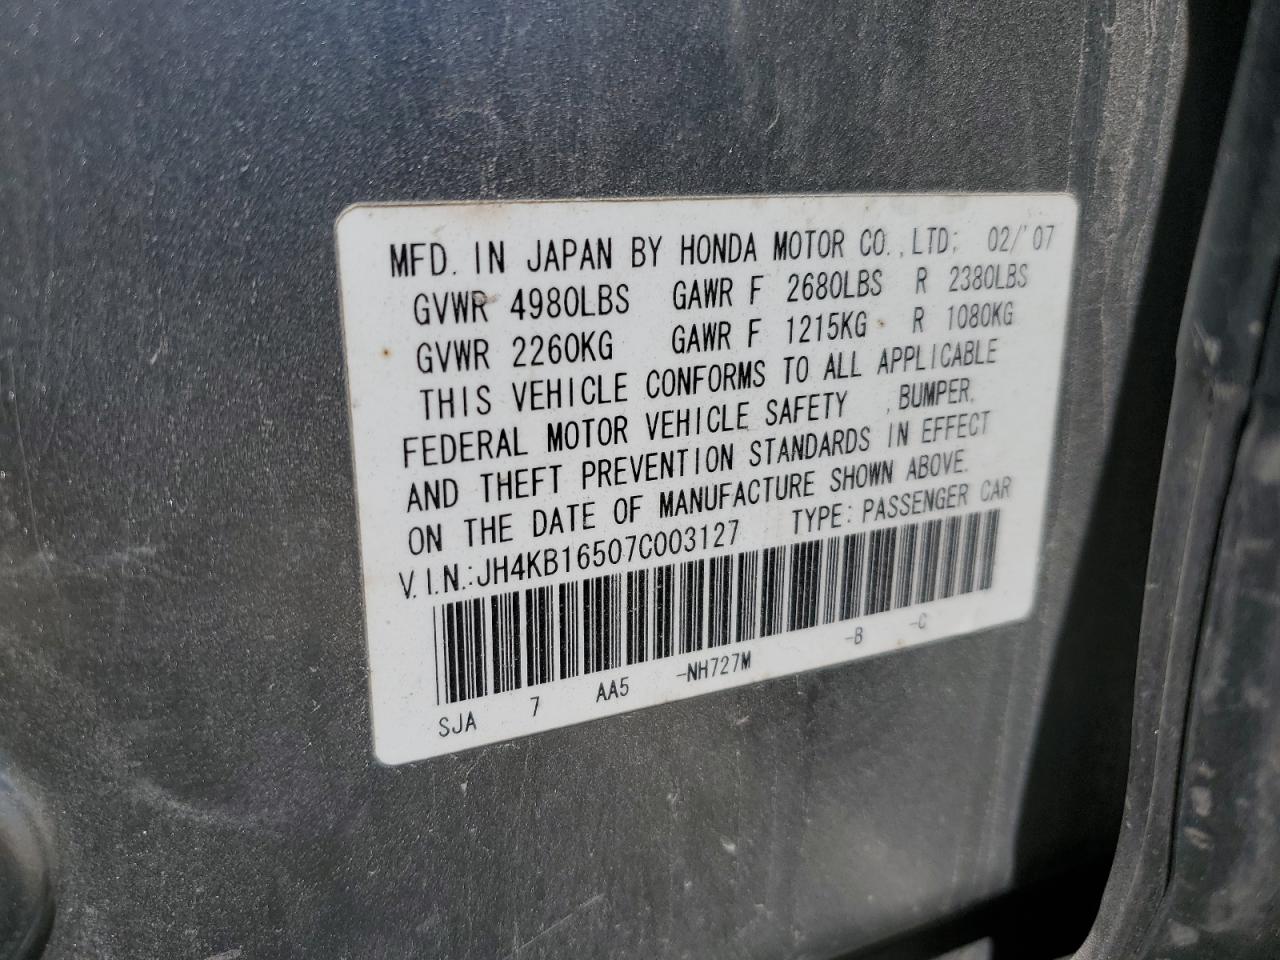 MFD. IN JAPAN BY HONDA MOTOR CO.,LTD. 02/'07
GVWR 4980LBS GAWR F 2680LBS R 2380LBS
GVWR 2260KG GAWR F 1215KG R 1080KG
THIS VEHICLE CONFORMS TO ALL APPLICABLE
FEDERAL MOTOR VEHICLE SAFETY , BUMPER,
AND THEFT PREVENTION STANDARDS IN EFFECT
ON THE DATE OF MANUFACTURE SHOWN ABOVE.
V.I.N.:JH4KB16507C003127 TYPE:PASSENGER CAR
SJA 7 AA5 -NH727M -B -C